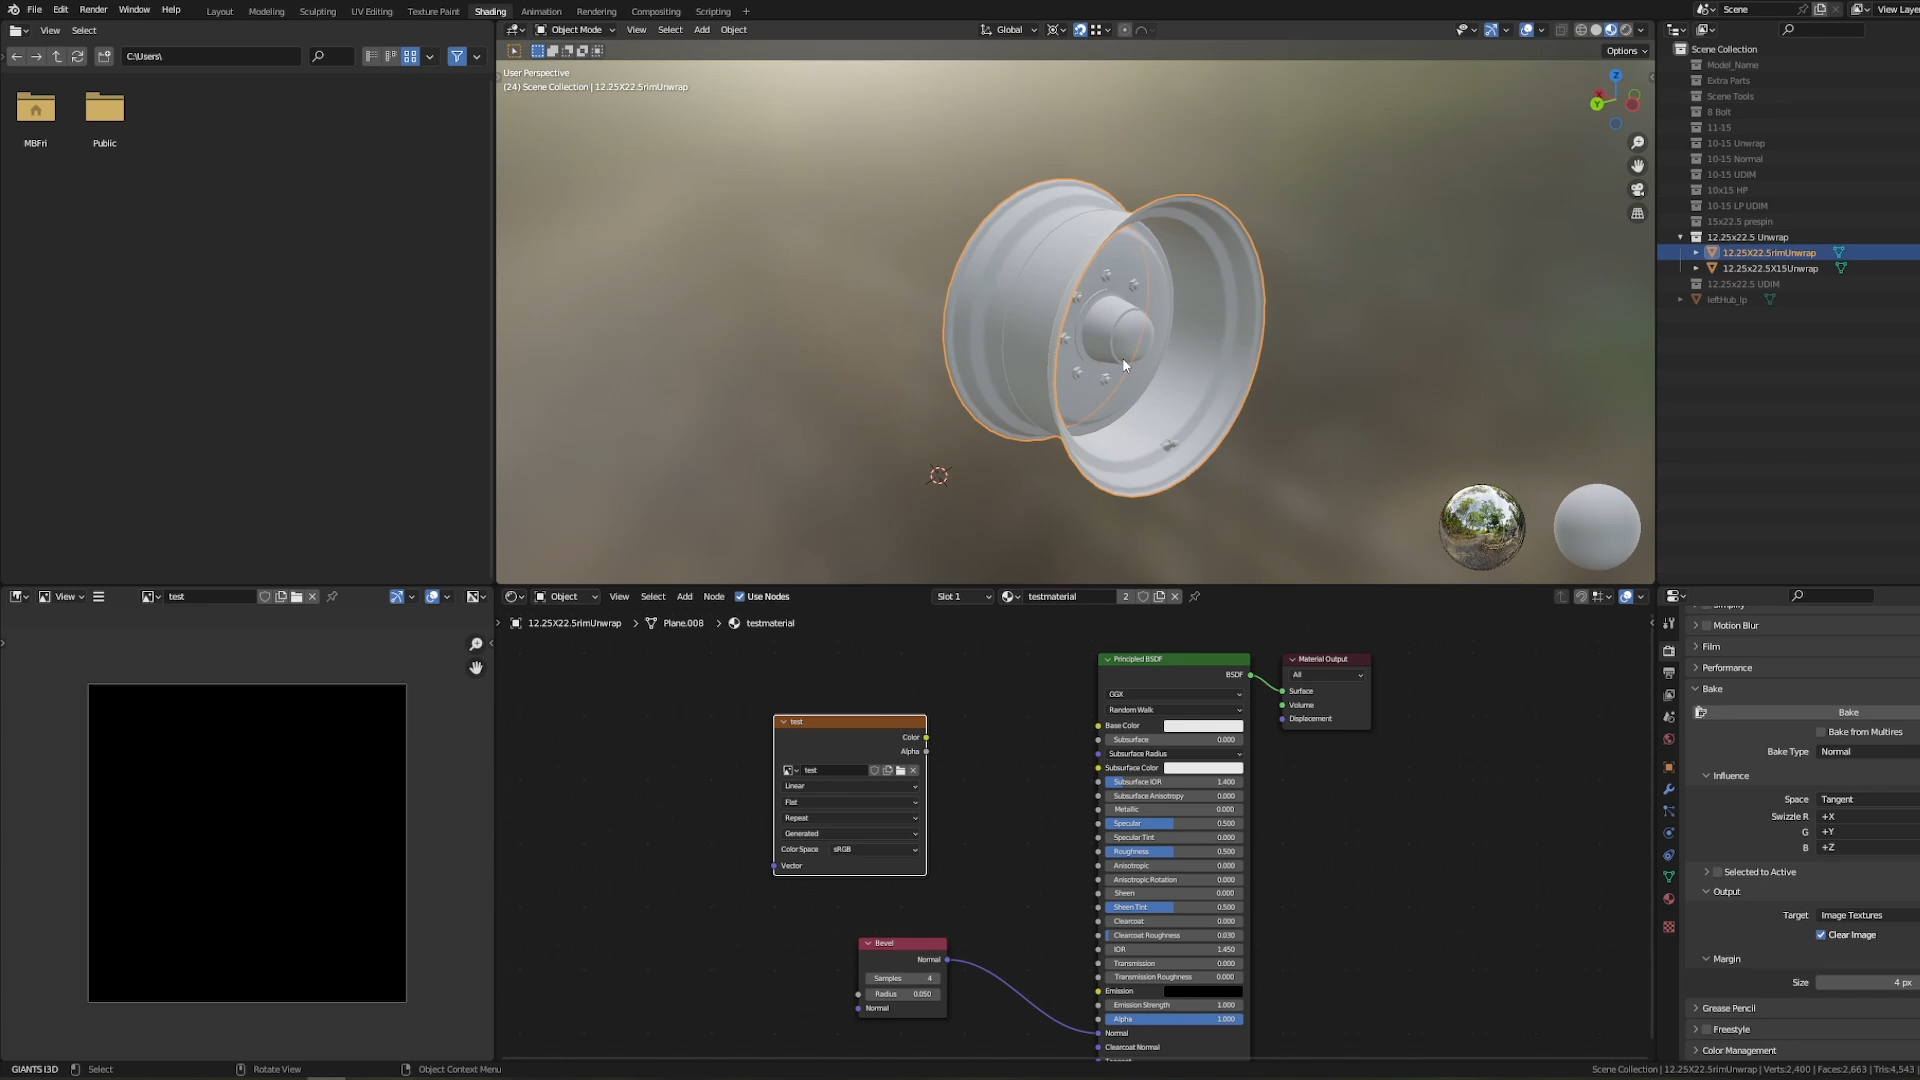 File Edit Render Window Help Layout Modeling Sculpting UV Editing Texture Paint Shading Animation Rendering Compositing Scripting + Scene View Layer
View Select
C:\Users\
MBFri Public
Object Mode View Select Add Object Global
Options
User Perspective
(24) Scene Collection | 12.25X22.5rimUnwrap
Z
Y
Scene Collection
Model_Name
Extra Parts
Scene Tools
8 Bolt
11-15
10-15 Unwrap
10-15 Normal
10-15 UDIM
10x15 HP
10-15 LP UDIM
15x22.5 prespin
12.25x22.5 Unwrap
12.25X22.5rimUnwrap
12.25x22.5X15Unwrap
12.25x22.5 UDIM
leftHub_lp
View test
Object View Select Add Node Use Nodes Slot 1 testmaterial 2
12.25X22.5rimUnwrap > Plane.008 > testmaterial
test
Color
Alpha
test
Linear
Flat
Repeat
Generated
Color Space sRGB
Vector
Bevel
Normal
Samples 4
Radius 0.050
Normal
Principled BSDF
BSDF
GGX
Random Walk
Base Color
Subsurface 0.000
Subsurface Radius
Subsurface Color
Subsurface IOR 1.400
Subsurface Anisotropy 0.000
Metallic 0.000
Specular 0.500
Specular Tint 0.000
Roughness 0.500
Anisotropic 0.000
Anisotropic Rotation 0.000
Sheen 0.000
Sheen Tint 0.500
Clearcoat 0.000
Clearcoat Roughness 0.030
IOR 1.450
Transmission 0.000
Transmission Roughness 0.000
Emission
Emission Strength 1.000
Alpha 1.000
Normal
Clearcoat Normal
Material Output
All
Surface
Volume
Displacement
Motion Blur
Film
Performance
Bake
Bake
Bake from Multires
Bake Type Normal
Influence
Space Tangent
Swizzle R +X
G +Y
B +Z
Selected to Active
Output
Target Image Textures
Clear Image
Margin
Size 4 px
Grease Pencil
Freestyle
Color Management
GIANTS I3D Select Rotate View Object Context Menu
Scene Collection | 12.25X22.5rimUnwrap | Verts:2,400 | Faces:2,663 | Tris:4,543